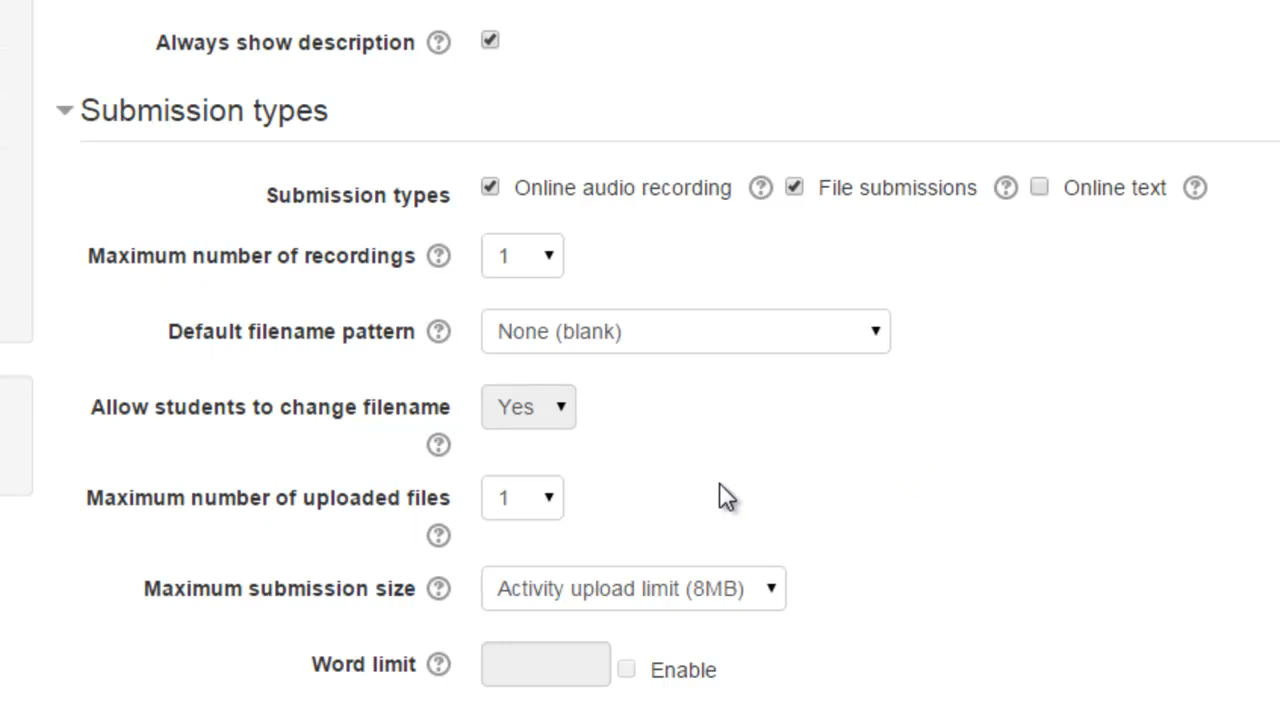 Always show description
Submission types
Submission types Online audio recording File submissions Online text
Maximum number of recordings 1
Default filename pattern None (blank)
Allow students to change filename Yes
Maximum number of uploaded files 1
Maximum submission size Activity upload limit (8MB)
Word limit Enable